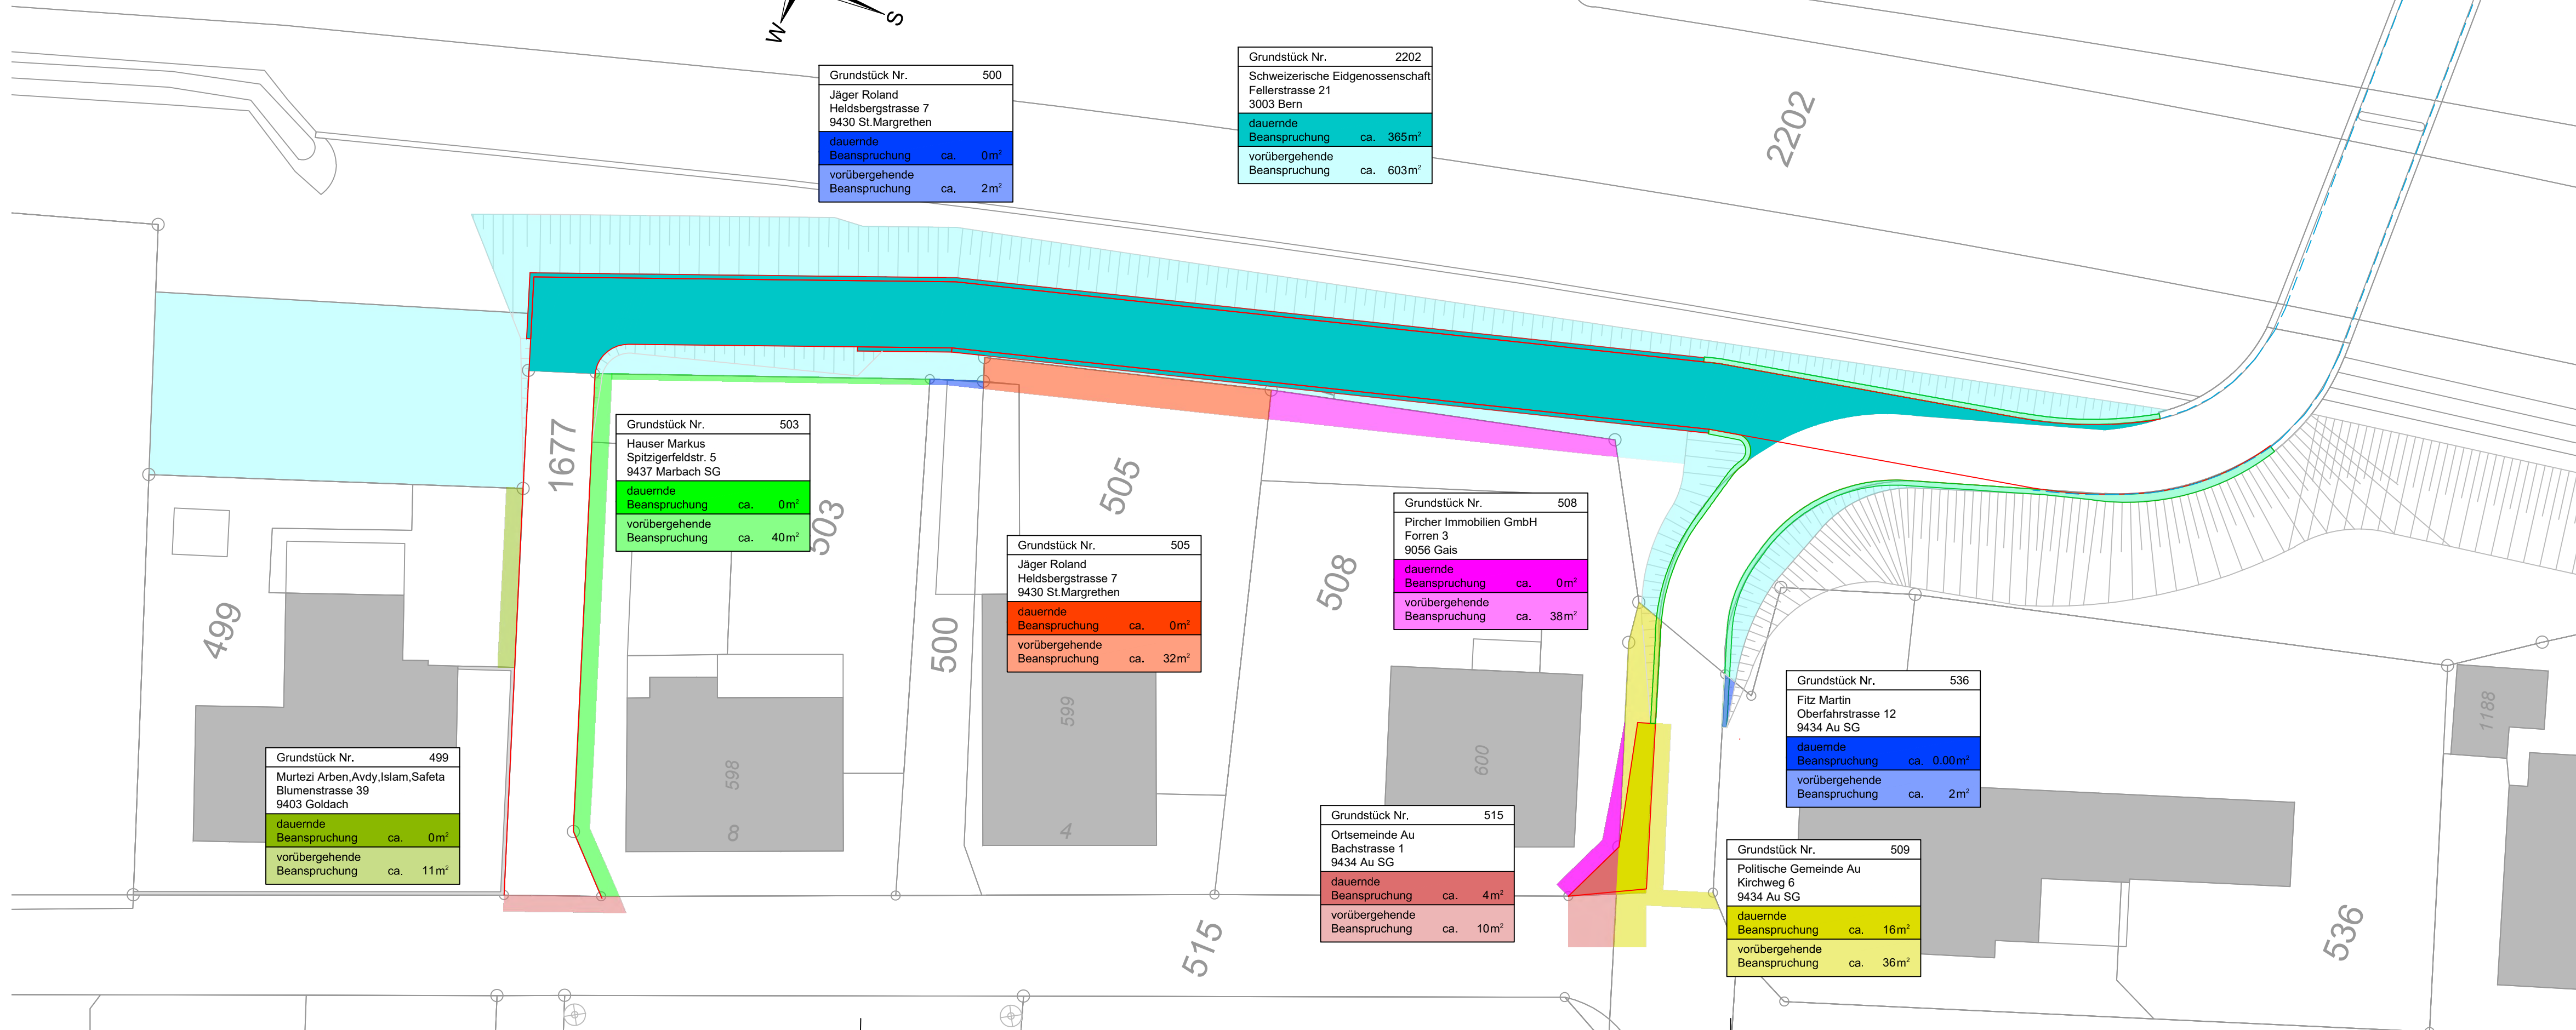 W
S
Grundstück Nr. 500
Jäger Roland
Heldsbergstrasse 7
9430 St.Margrethen
dauernde
Beanspruchung ca. 0m²
vorübergehende
Beanspruchung ca. 2m²
Grundstück Nr. 2202
Schweizerische Eidgenossenschaft
Fellerstrasse 21
3003 Bern
dauernde
Beanspruchung ca. 365m²
vorübergehende
Beanspruchung ca. 603m²
2202
1677
Grundstück Nr. 503
Hauser Markus
Spitzigerfeldstr. 5
9437 Marbach SG
dauernde
Beanspruchung ca. 0m²
vorübergehende
Beanspruchung ca. 40m²
503
505
Grundstück Nr. 505
Jäger Roland
Heldsbergstrasse 7
9430 St.Margrethen
dauernde
Beanspruchung ca. 0m²
vorübergehende
Beanspruchung ca. 32m²
508
Grundstück Nr. 508
Pircher Immobilien GmbH
Forren 3
9056 Gais
dauernde
Beanspruchung ca. 0m²
vorübergehende
Beanspruchung ca. 38m²
499
500
599
598
600
1188
8
4
Grundstück Nr. 536
Fitz Martin
Oberfahrstrasse 12
9434 Au SG
dauernde
Beanspruchung ca. 0.00m²
vorübergehende
Beanspruchung ca. 2m²
Grundstück Nr. 499
Murtezi Arben,Avdy,Islam,Safeta
Blumenstrasse 39
9403 Goldach
dauernde
Beanspruchung ca. 0m²
vorübergehende
Beanspruchung ca. 11m²
Grundstück Nr. 515
Ortsemeinde Au
Bachstrasse 1
9434 Au SG
dauernde
Beanspruchung ca. 4m²
vorübergehende
Beanspruchung ca. 10m²
Grundstück Nr. 509
Politische Gemeinde Au
Kirchweg 6
9434 Au SG
dauernde
Beanspruchung ca. 16m²
vorübergehende
Beanspruchung ca. 36m²
515
536